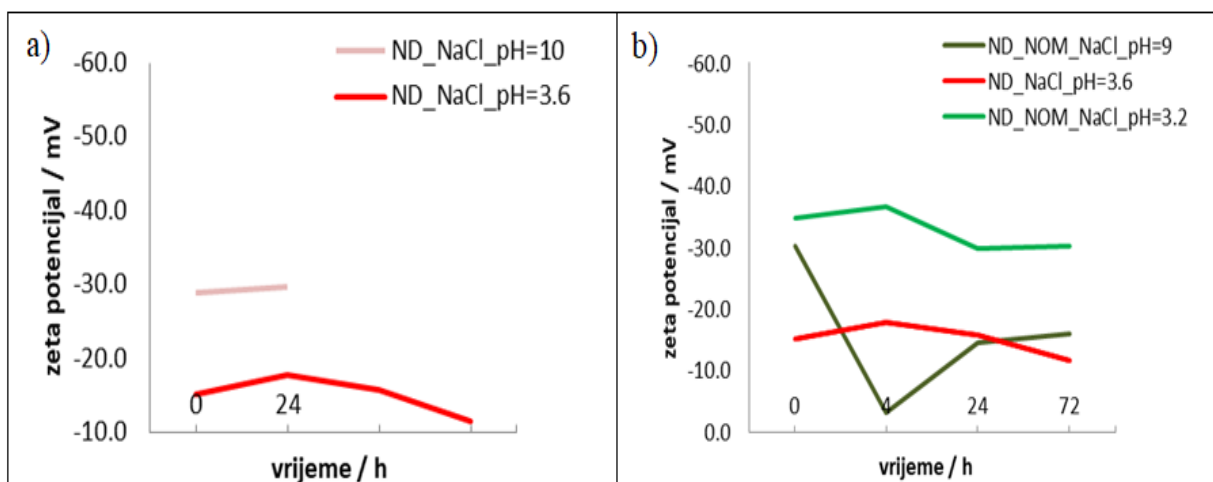 a)
ND_NaCl_pH=10
ND_NaCl_pH=3.6
-60.0
-50.0
-40.0
-30.0
-20.0
-10.0
zeta potencijal / mV
0 24
vrijeme / h
b)
ND_NOM_NaCl_pH=9
ND_NaCl_pH=3.6
ND_NOM_NaCl_pH=3.2
-60.0
-50.0
-40.0
-30.0
-20.0
-10.0
0.0
zeta potencijal / mV
0 4 24 72
vrijeme / h